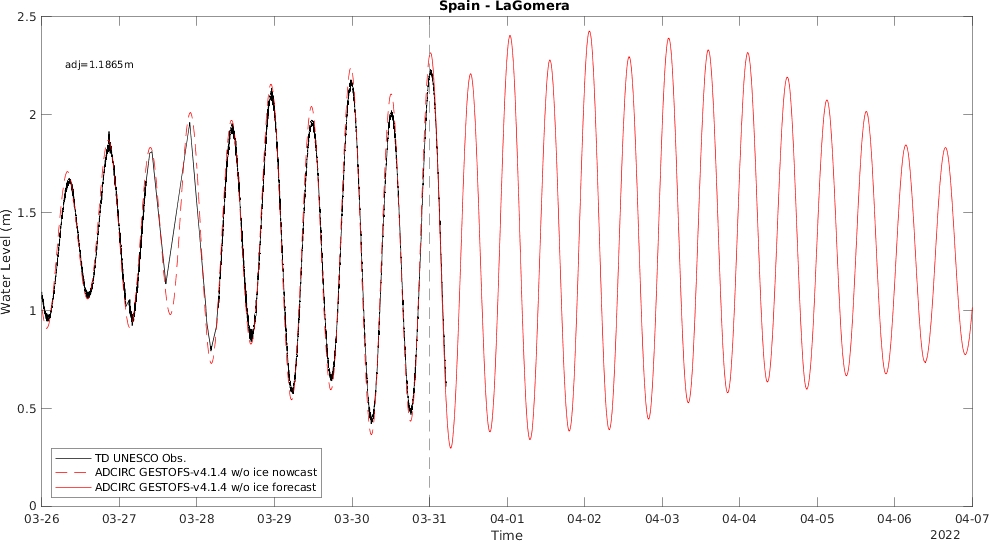 Spain - LaGomera
2.5
adj=1.1865m
2
1.5
Water Level (m)
1
0.5
TD UNESCO Obs.
ADCIRC GESTOFS-v4.1.4 w/o ice nowcast
ADCIRC GESTOFS-v4.1.4 w/o ice forecast
0
03-26 03-27 03-28 03-29 03-30 03-31 04-01 04-02 04-03 04-04 04-05 04-06 04-07
Time
2022